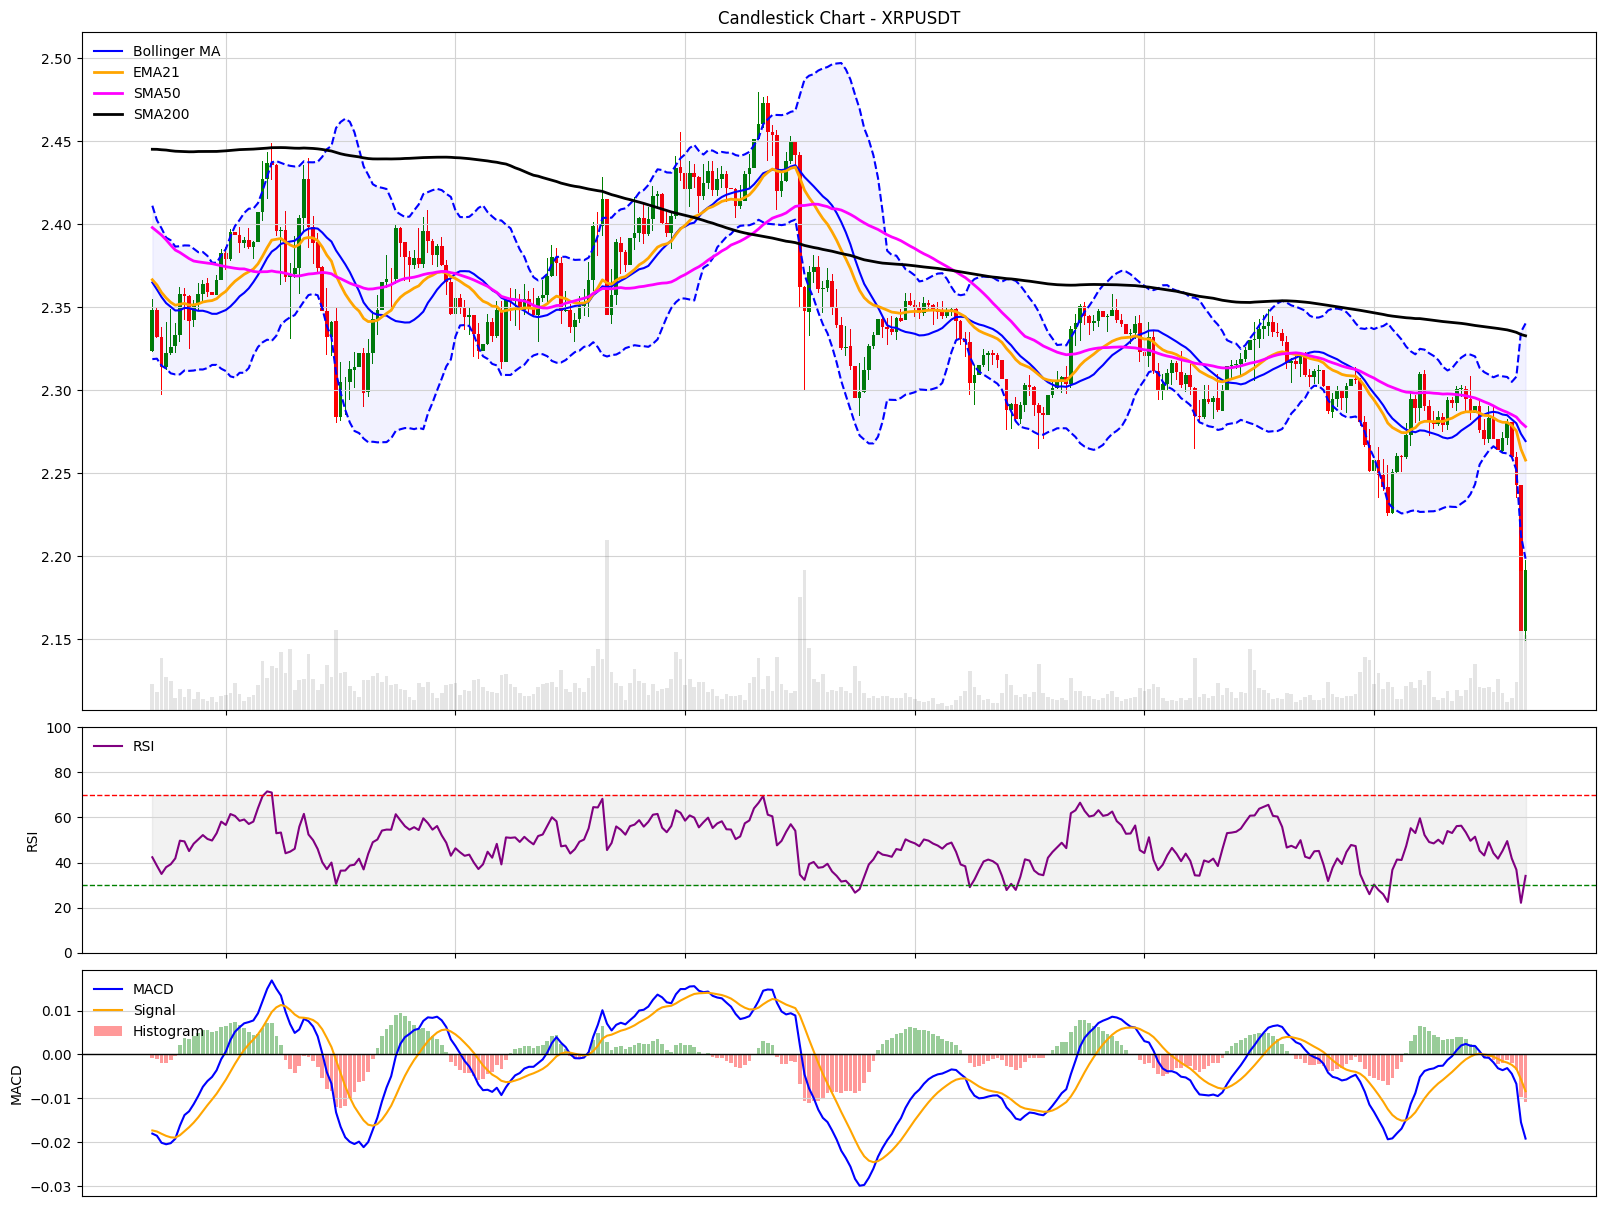 Candlestick Chart - XRPUSDT
Bollinger MA
EMA21
SMA50
SMA200
2.50
2.45
2.40
2.35
2.30
2.25
2.20
2.15
RSI
RSI
100
80
60
40
20
0
MACD
Signal
Histogram
MACD
0.01
0.00
−0.01
−0.02
−0.03